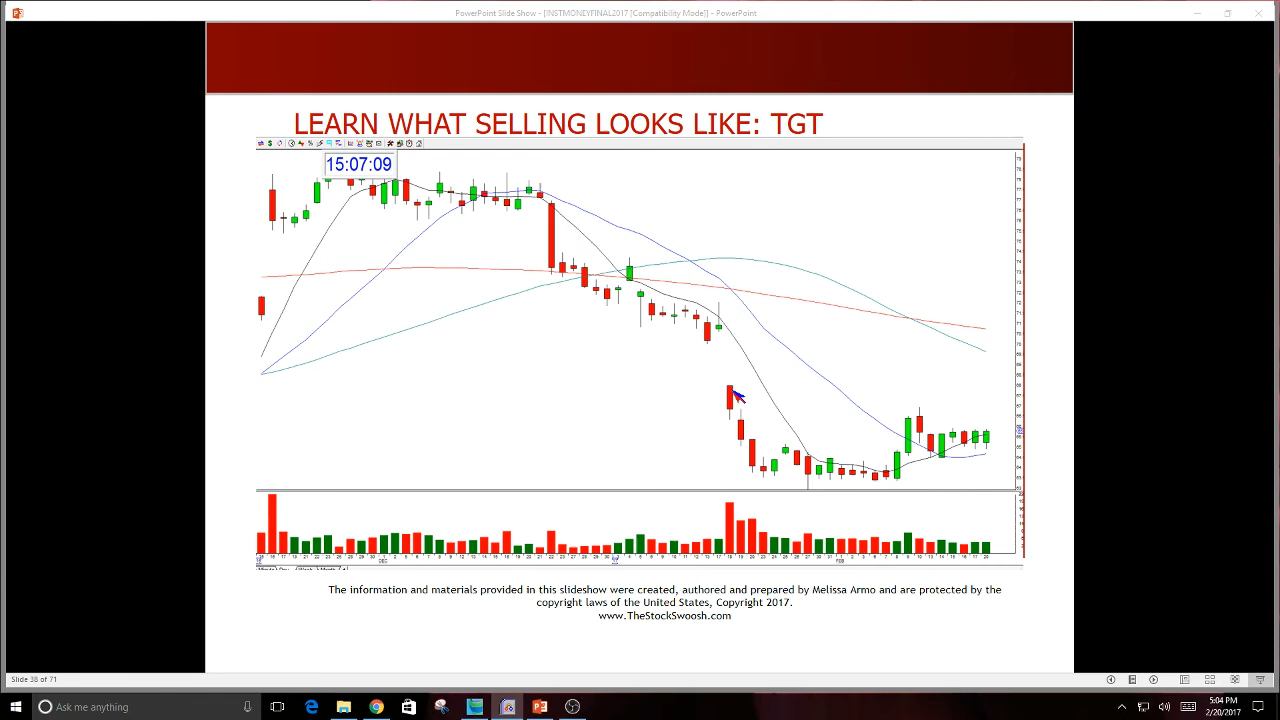 PowerPoint Slide Show - [INSTMONEYFINAL2017 [Compatibility Mode]] - PowerPoint
LEARN WHAT SELLING LOOKS LIKE: TGT
15:07:09
DEC
FEB
The information and materials provided in this slideshow were created, authored and prepared by Melissa Armo and are protected by the
copyright laws of the United States, Copyright 2017.
www.TheStockSwoosh.com
Slide 38 of 71
Ask me anything
5:04 PM
2/20/2017